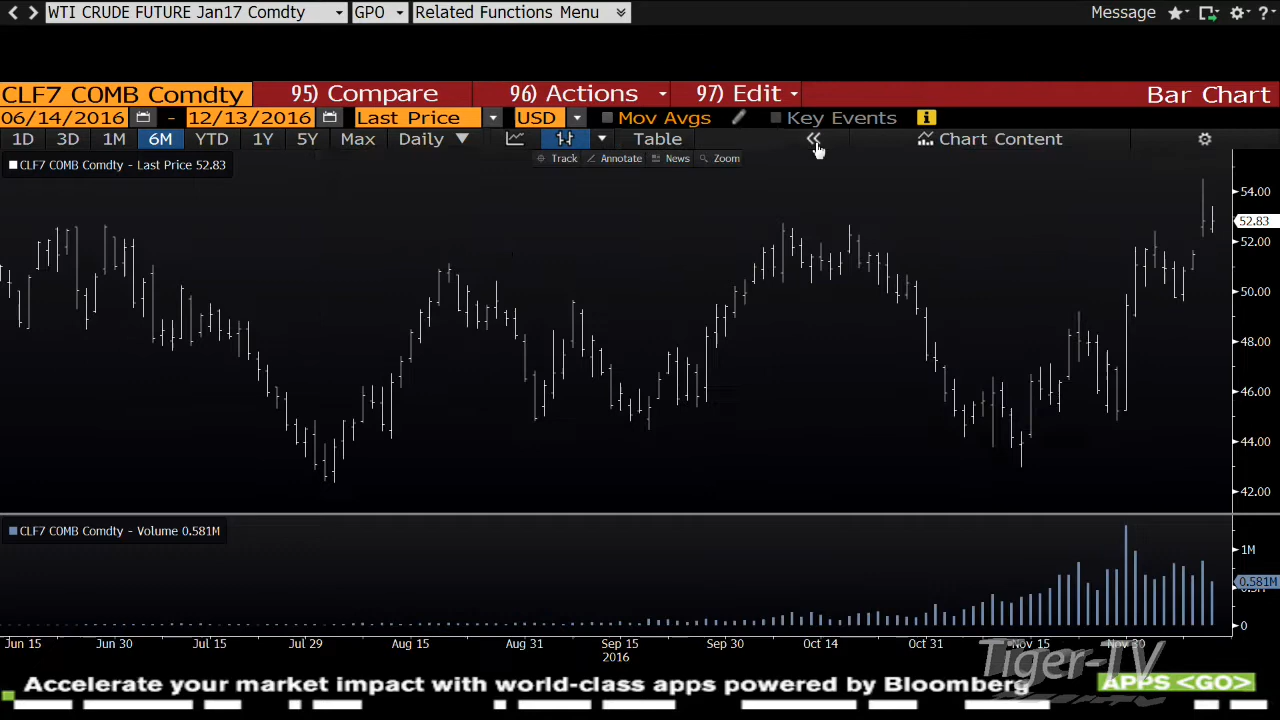 WTI CRUDE FUTURE Jan17 Comdty GPO Related Functions Menu Message
CLF7 COMB Comdty 95) Compare 96) Actions 97) Edit Bar Chart
06/14/2016 - 12/13/2016 Last Price USD Mov Avgs Key Events
1D 3D 1M 6M YTD 1Y 5Y Max Daily Table Chart Content
Track Annotate News Zoom
CLF7 COMB Comdty - Last Price 52.83
54.00
52.83
52.00
50.00
48.00
46.00
44.00
42.00
CLF7 COMB Comdty - Volume 0.581M
1M
0.581M
0
Jun 15 Jun 30 Jul 15 Jul 29 Aug 15 Aug 31 Sep 15 Sep 30 Oct 14 Oct 31 Nov 15 Nov 30
2016
Tiger-TV
Accelerate your market impact with world-class apps powered by Bloomberg APPS <GO>